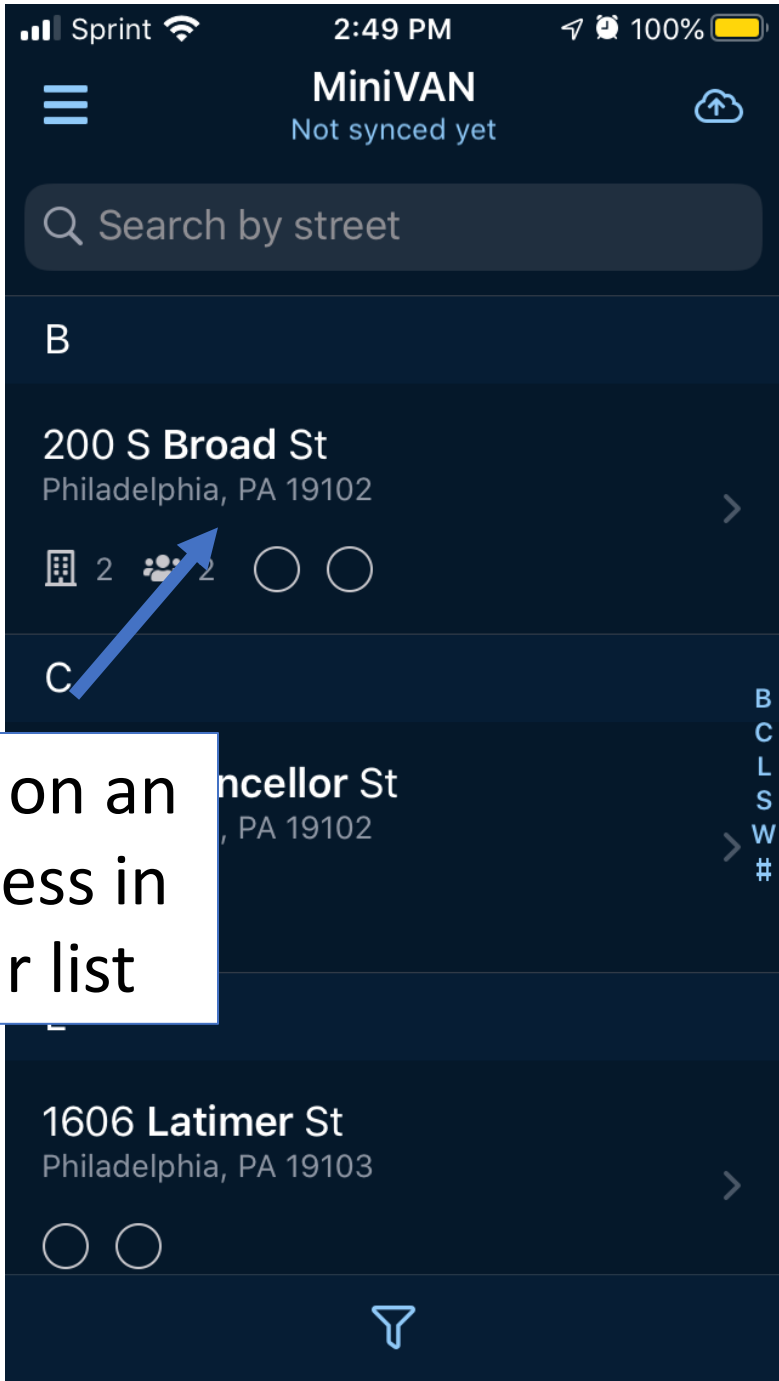 Sprint 2:49 PM 100%
MiniVAN
Not synced yet
Search by street
B
200 S Broad St
Philadelphia, PA 19102
2 2
C
ncellor St
, PA 19102
on an
ess in
r list
B
C
L
S
W
#
1606 Latimer St
Philadelphia, PA 19103